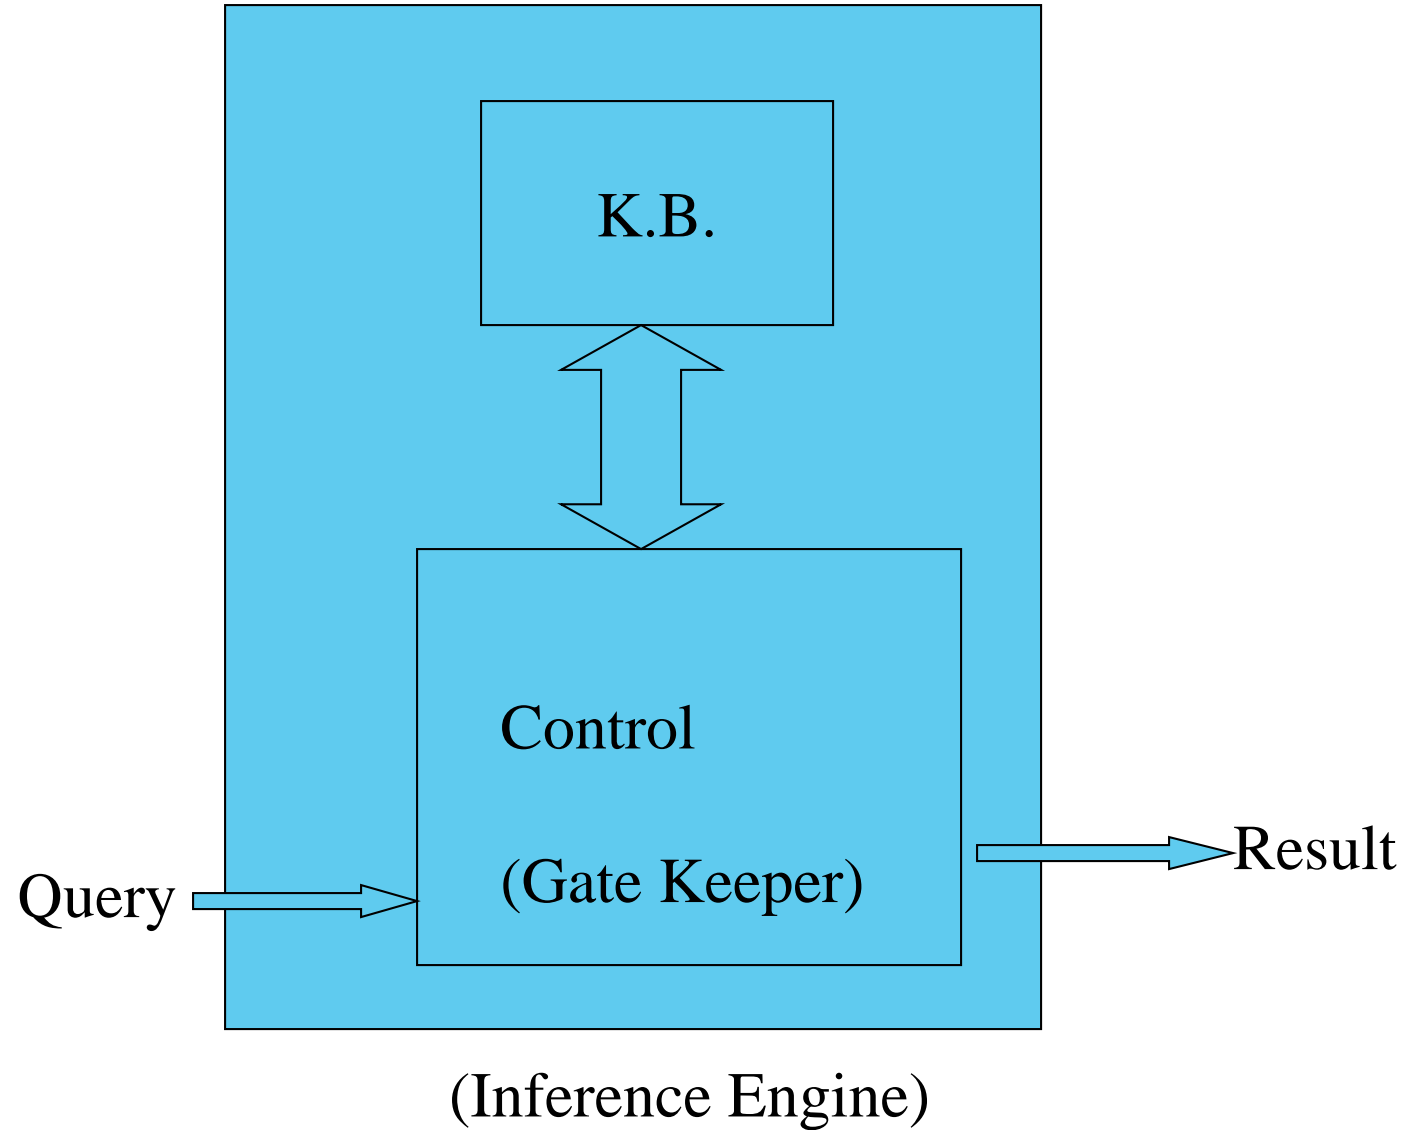 K.B.
Control
(Gate Keeper)
Query
Result
(Inference Engine)